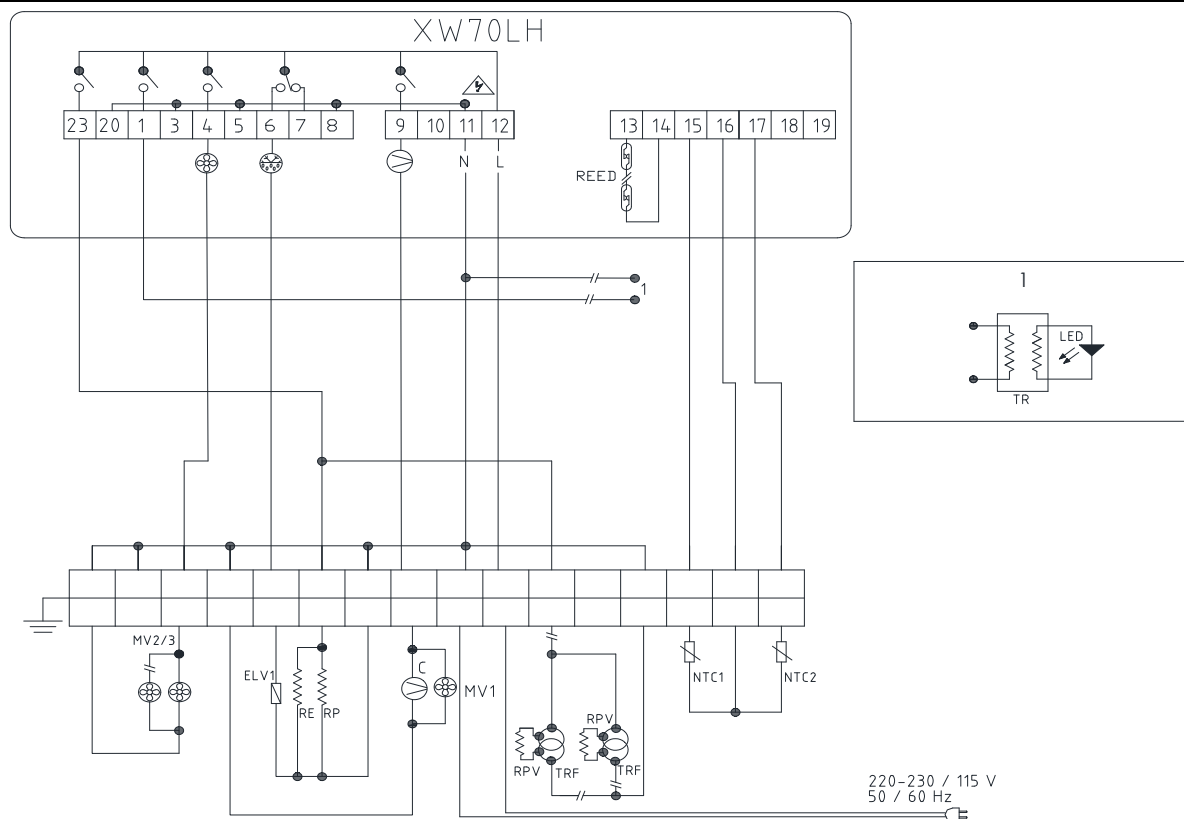 XW70LH
23 20 1 3 4 5 6 7 8 9 10 11 12 13 14 15 16 17 18 19
N L
REED
1
1
LED
TR
MV2/3
ELV1
RE RP
C
MV1
RPV
RPV
TRF
TRF
NTC1
NTC2
220-230 / 115 V
50 / 60 Hz